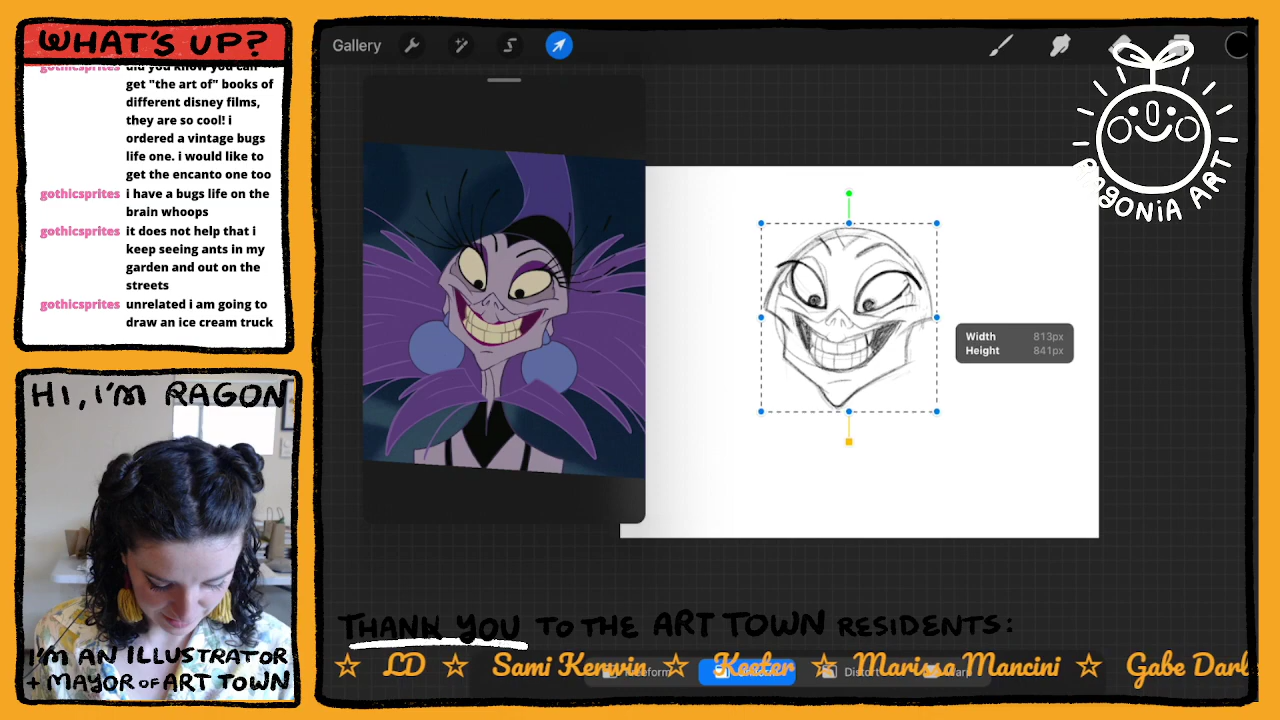 WHAT'S UP?
gothicsprites did you know you can
get "the art of" books of
different disney films,
they are so cool! i
ordered a vintage bugs
life one. i would like to
get the encanto one too
gothicsprites i have a bugs life on the
brain whoops
gothicsprites it does not help that i
keep seeing ants in my
garden and out on the
streets
gothicsprites unrelated i am going to
draw an ice cream truck
HI, I'M RAGON
I'M AN ILLUSTRATOR
+ MAYOR OF ART TOWN
Gallery
RAGONIA ART
Width 813px
Height 841px
THANK YOU TO THE ART TOWN RESIDENTS:
☆ LD ☆ Sami Kerwin ☆ Koster ☆ Marissa Mancini ☆ Gabe Darl
Freeform Distort Warp